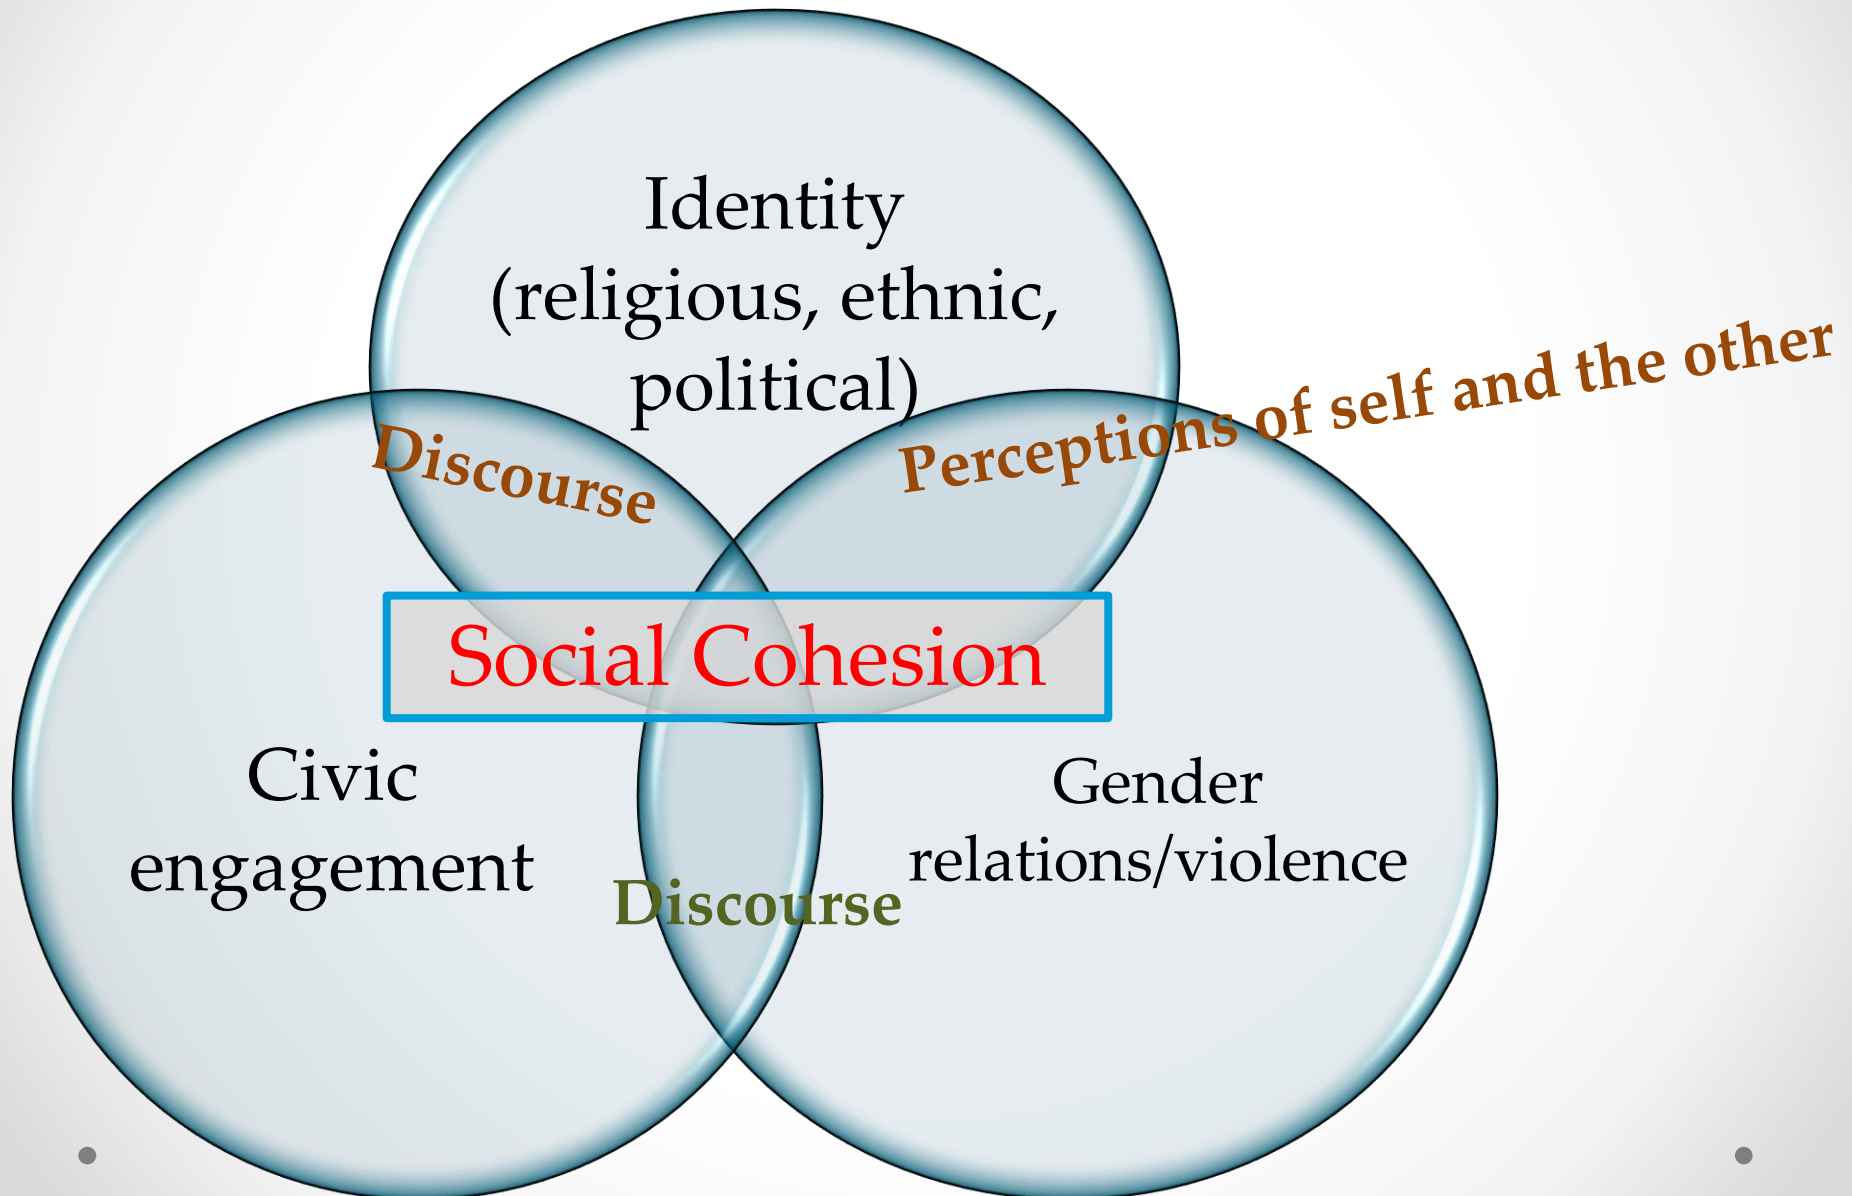 Identity
(religious, ethnic,
political)
Perceptions of self and the other
Discourse
Social Cohesion
Civic
engagement
Gender
relations/violence
Discourse